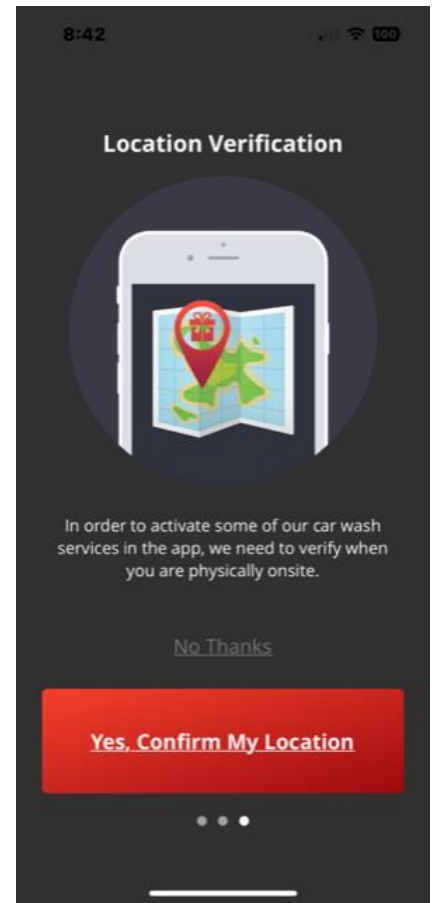 8:42
100
Location Verification
In order to activate some of our car wash
services in the app, we need to verify when
you are physically onsite.
No Thanks
Yes, Confirm My Location